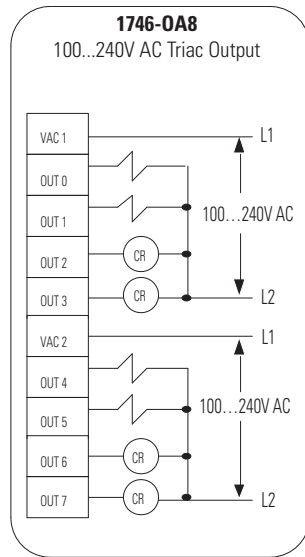 1746-OA8
100...240V AC Triac Output
VAC 1
L1
OUT 0
OUT 1
100...240V AC
OUT 2
CR
OUT 3
CR
L2
VAC 2
L1
OUT 4
OUT 5
100...240V AC
OUT 6
CR
OUT 7
CR
L2